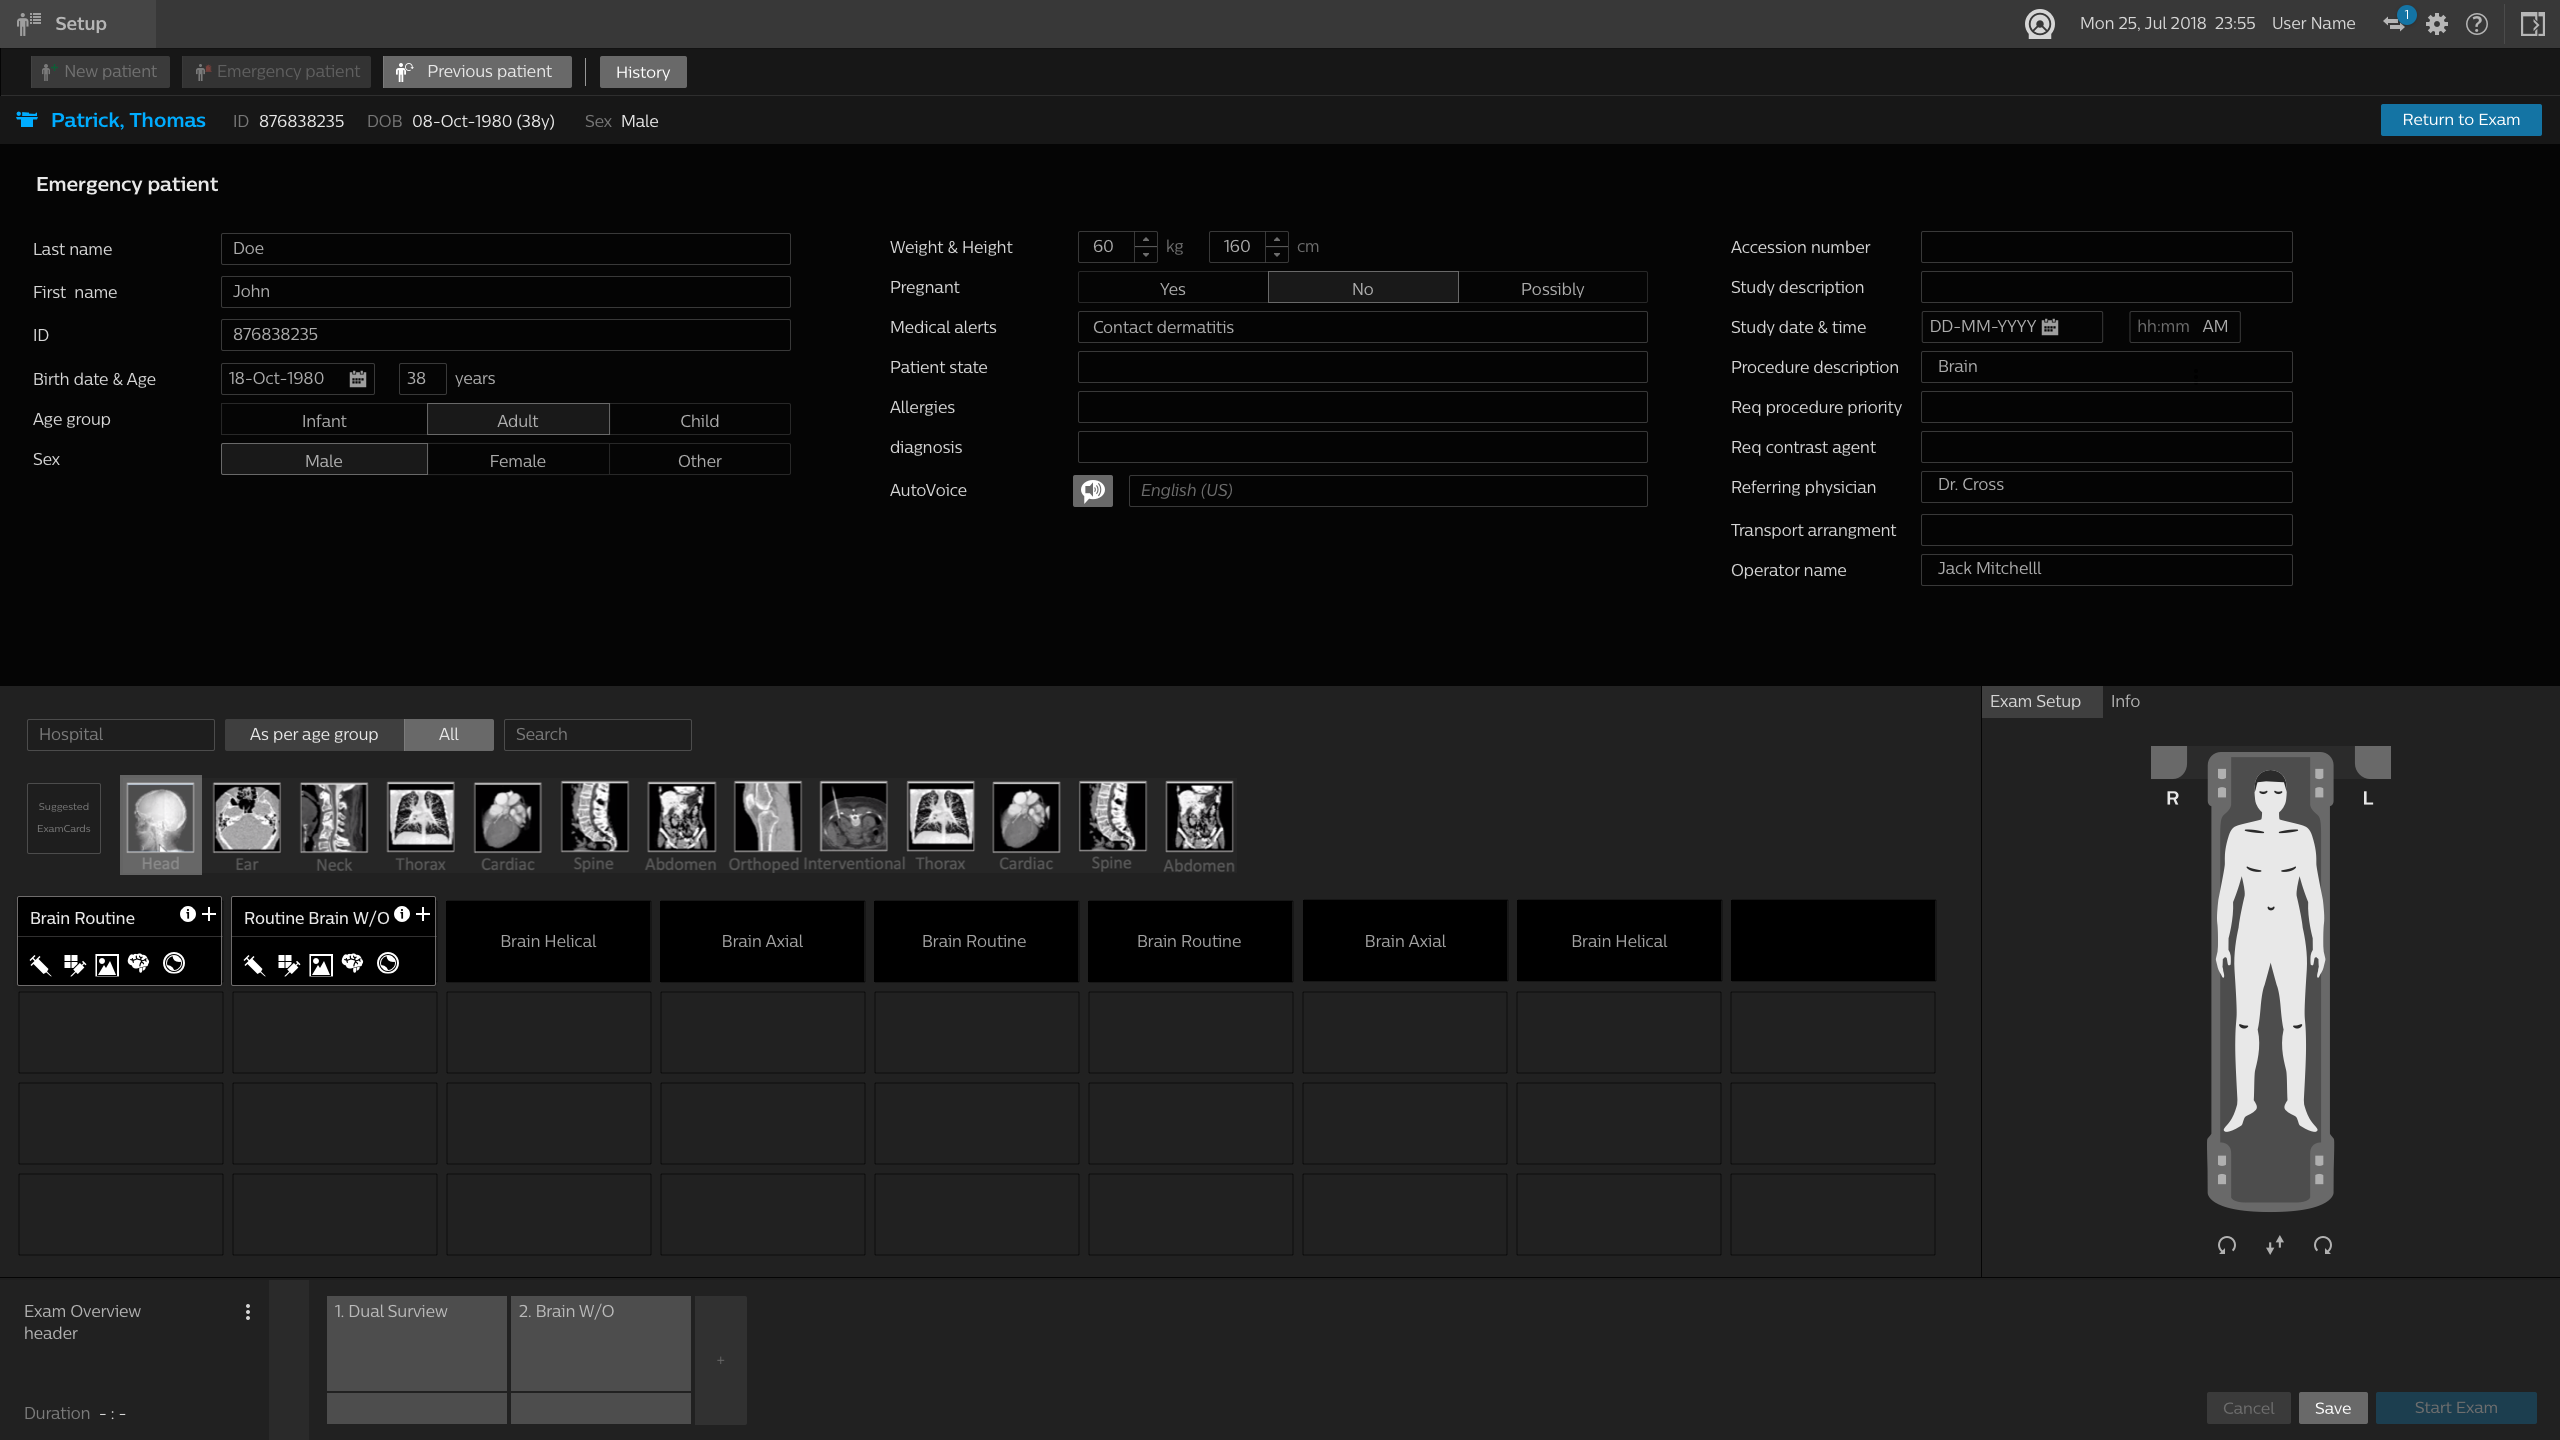 Setup
Mon 25, Jul 2018 23:55 User Name 1
New patient Emergency patient Previous patient History
Patrick, Thomas ID 876838235 DOB 08-Oct-1980 (38y) Sex Male Return to Exam
Emergency patient
Last name Doe
First name John
ID 876838235
Birth date & Age 18-Oct-1980 38 years
Age group Infant Adult Child
Sex Male Female Other
Weight & Height 60 kg 160 cm
Pregnant Yes No Possibly
Medical alerts Contact dermatitis
Patient state
Allergies
diagnosis
AutoVoice English (US)
Accession number
Study description
Study date & time DD-MM-YYYY hh:mm AM
Procedure description Brain
Req procedure priority
Req contrast agent
Referring physician Dr. Cross
Transport arrangment
Operator name Jack Mitchelll
Hospital As per age group All Search
Suggested
ExamCards
Head Ear Neck Thorax Cardiac Spine Abdomen Orthoped Interventional Thorax Cardiac Spine Abdomen
Brain Routine Routine Brain W/O Brain Helical Brain Axial Brain Routine Brain Routine Brain Axial Brain Helical
Exam Setup Info
R L
Exam Overview
header
Duration - : -
1. Dual Surview 2. Brain W/O +
Cancel Save Start Exam